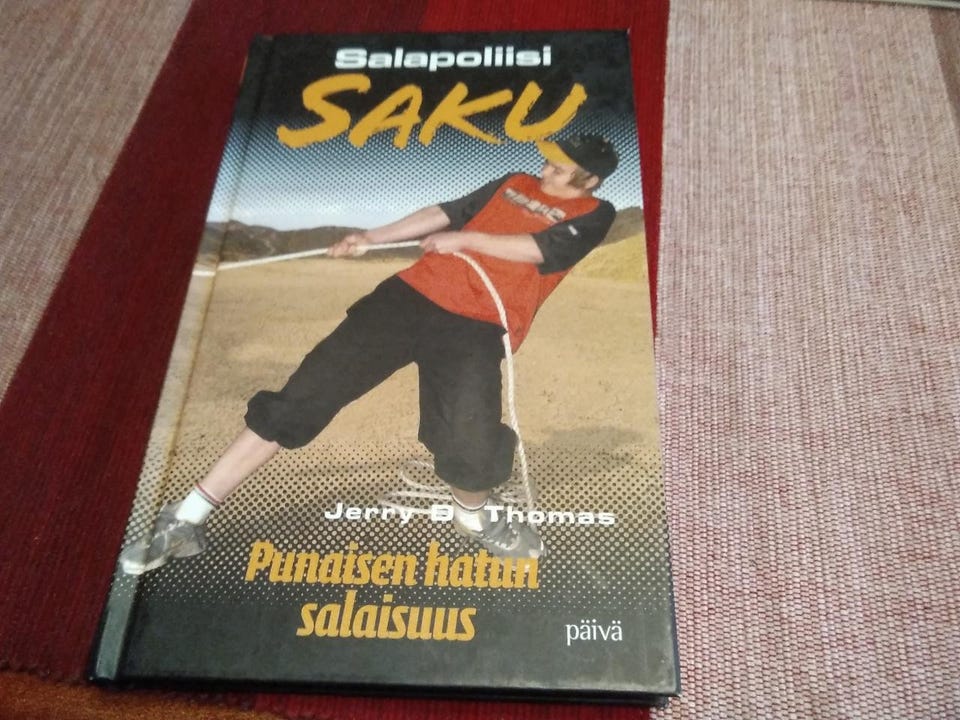 Salapoliisi
SAKU
Jerry B Thomas
Punaisen hatun
salaisuus
päivä